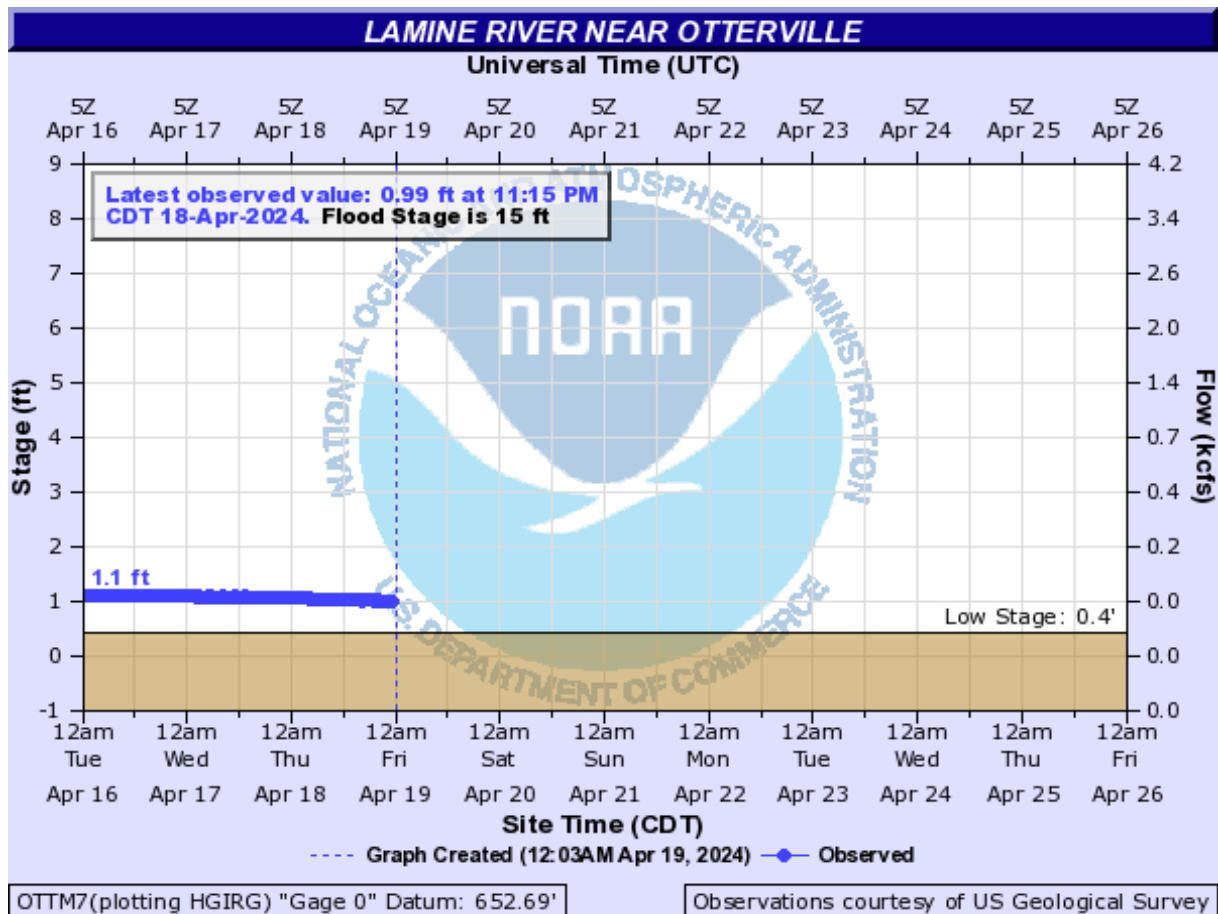 LAMINE RIVER NEAR OTTERVILLE
Universal Time (UTC)
5Z 5Z 5Z 5Z 5Z 5Z 5Z 5Z 5Z 5Z 5Z
Apr 16 Apr 17 Apr 18 Apr 19 Apr 20 Apr 21 Apr 22 Apr 23 Apr 24 Apr 25 Apr 26
Latest observed value: 0.99 ft at 11:15 PM
CDT 18-Apr-2024. Flood Stage is 15 ft
Stage (ft)
9
8
7
6
5
4
3
2
1
0
-1
4.2
3.4
2.6
2.0
1.4
0.7
0.4
0.2
0.0
0.0
0.0
Flow (kcfs)
NATIONAL OCEANIC AND ATMOSPHERIC ADMINISTRATION
NOAA
U.S. DEPARTMENT OF COMMERCE
1.1 ft
Low Stage: 0.4'
12am 12am 12am 12am 12am 12am 12am 12am 12am 12am 12am
Tue Wed Thu Fri Sat Sun Mon Tue Wed Thu Fri
Apr 16 Apr 17 Apr 18 Apr 19 Apr 20 Apr 21 Apr 22 Apr 23 Apr 24 Apr 25 Apr 26
Site Time (CDT)
Graph Created (12:03AM Apr 19, 2024) Observed
OTTM7(plotting HGIRG) "Gage 0" Datum: 652.69'
Observations courtesy of US Geological Survey